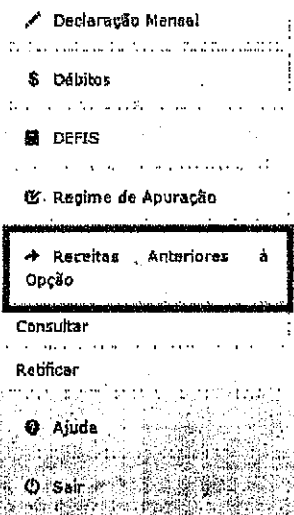 Declaração Mensal
$ Débitos
DEFIS
Regime de Apuração
Receitas Anteriores à
Opção
Consultar
Retificar
Ajuda
Sair